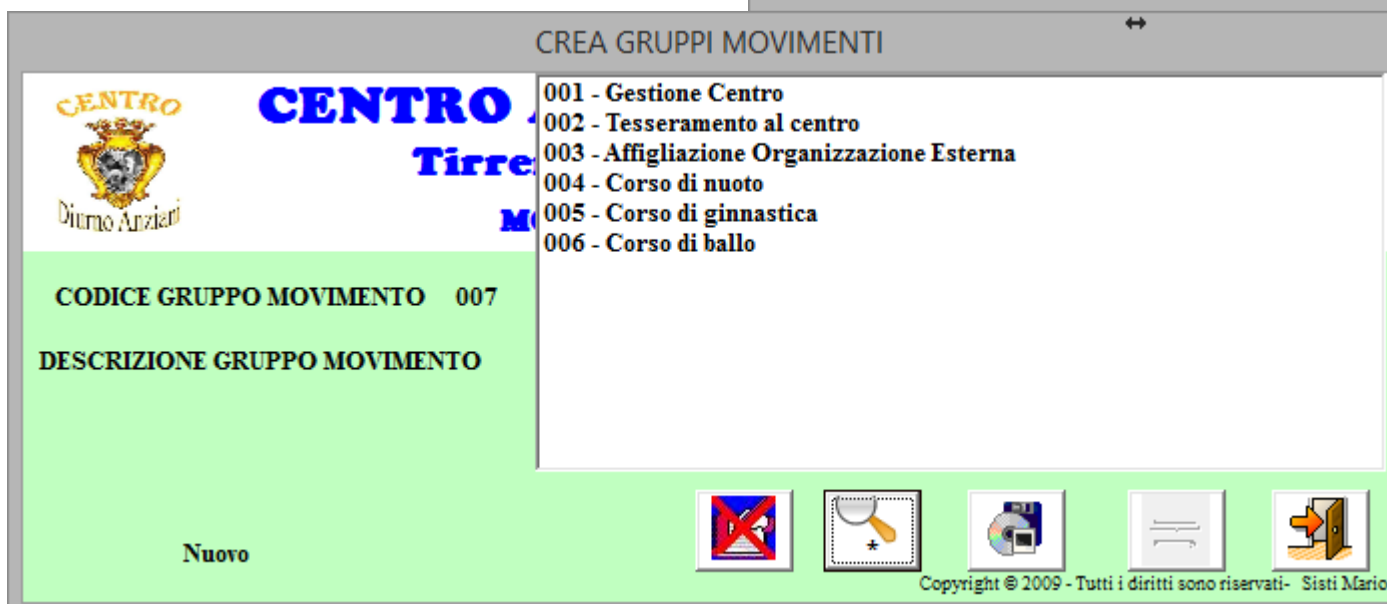 CREA GRUPPI MOVIMENTI
CENTRO
Diurno Anziani
CENTRO
Tirre
M
001 - Gestione Centro
002 - Tesseramento al centro
003 - Affigliazione Organizzazione Esterna
004 - Corso di nuoto
005 - Corso di ginnastica
006 - Corso di ballo
CODICE GRUPPO MOVIMENTO 007
DESCRIZIONE GRUPPO MOVIMENTO
Nuovo
*
Copyright © 2009 - Tutti i diritti sono riservati- Sisti Mario